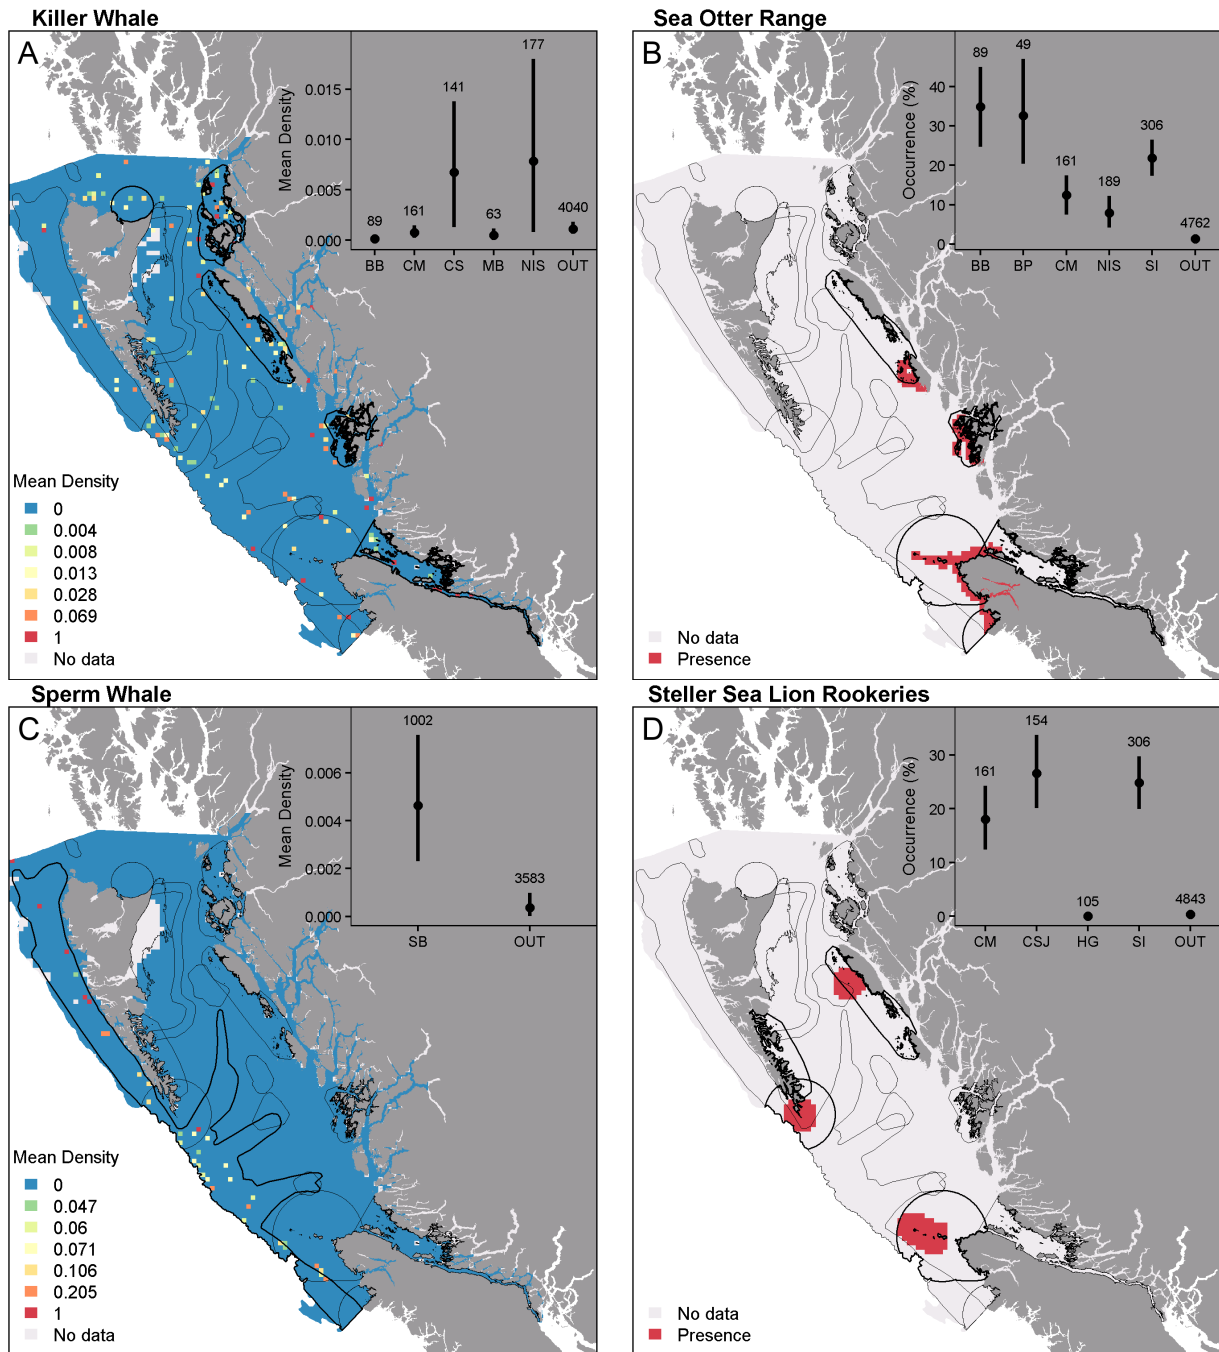 Killer Whale
A
Mean Density
0.015
0.010
0.005
0.000
89
161
141
63
177
4040
BB CM CS MB NIS OUT
Mean Density
0
0.004
0.008
0.013
0.028
0.069
1
No data
Sea Otter Range
B
Occurrence (%)
40
30
20
10
0
89
49
161
189
306
4762
BB BP CM NIS SI OUT
No data
Presence
Sperm Whale
C
Mean Density
0.006
0.004
0.002
0.000
1002
3583
SB OUT
Mean Density
0
0.047
0.06
0.071
0.106
0.205
1
No data
Steller Sea Lion Rookeries
D
Occurrence (%)
30
20
10
0
161
154
105
306
4843
CM CSJ HG SI OUT
No data
Presence